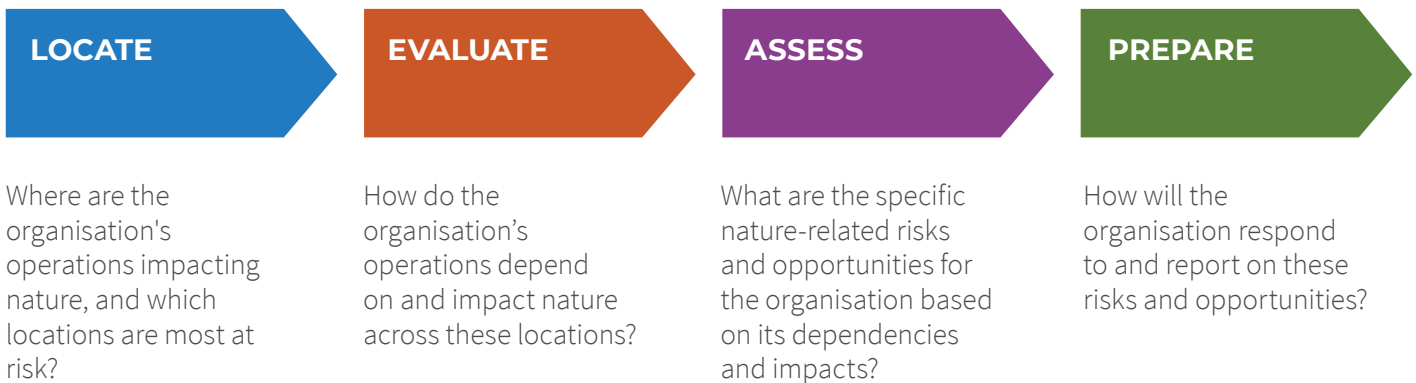 LOCATE
Where are the
organisation's
operations impacting
nature, and which
locations are most at
risk?
EVALUATE
How do the
organisation’s
operations depend
on and impact nature
across these locations?
ASSESS
What are the specific
nature-related risks
and opportunities for
the organisation based
on its dependencies
and impacts?
PREPARE
How will the
organisation respond
to and report on these
risks and opportunities?